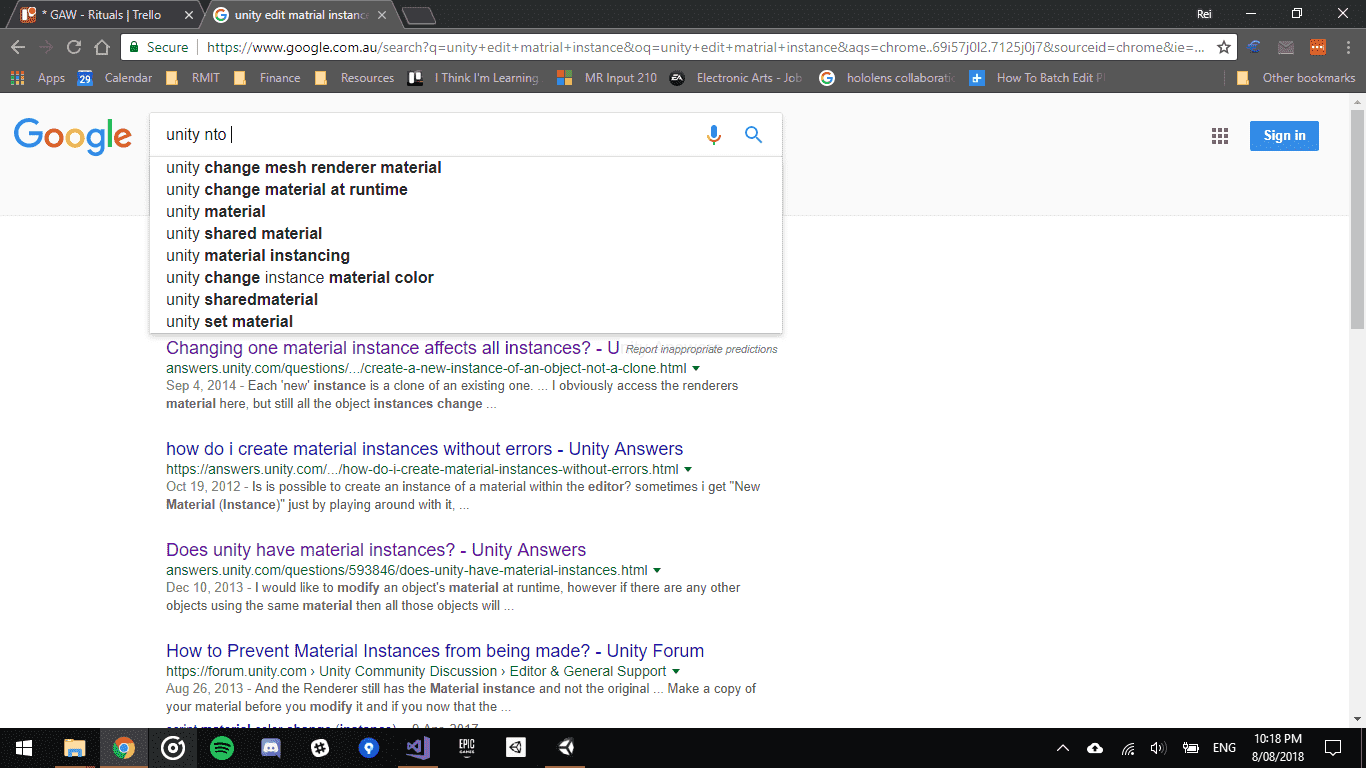 * GAW - Rituals | Trello
unity edit matrial instance
Rei
Secure
https://www.google.com.au/search?q=unity+edit+matrial+instance&oq=unity+edit+matrial+instance&aqs=chrome..69i57j0l2.7125j0j7&sourceid=chrome&ie=...
Apps
29
Calendar
RMIT
Finance
Resources
I Think I'm Learning
MR Input 210
EA
Electronic Arts - Job
hololens collaborati
How To Batch Edit P
Other bookmarks
Google
unity nto
Sign in
unity change mesh renderer material
unity change material at runtime
unity material
unity shared material
unity material instancing
unity change instance material color
unity sharedmaterial
unity set material
Changing one material instance affects all instances? - U
Report inappropriate predictions
answers.unity.com/questions/.../create-a-new-instance-of-an-object-not-a-clone.html
Sep 4, 2014 - Each 'new' instance is a clone of an existing one. ... I obviously access the renderers
material here, but still all the object instances change ...
how do i create material instances without errors - Unity Answers
https://answers.unity.com/.../how-do-i-create-material-instances-without-errors.html
Oct 19, 2012 - Is is possible to create an instance of a material within the editor? sometimes i get "New
Material (Instance)" just by playing around with it, ...
Does unity have material instances? - Unity Answers
answers.unity.com/questions/593846/does-unity-have-material-instances.html
Dec 10, 2013 - I would like to modify an object's material at runtime, however if there are any other
objects using the same material then all those objects will ...
How to Prevent Material Instances from being made? - Unity Forum
https://forum.unity.com › Unity Community Discussion › Editor & General Support
Aug 26, 2013 - And the Renderer still has the Material instance and not the original ... Make a copy of
your material before you modify it and if you now that the ...
script material color change (instance) - 9 Apr 2017
EPIC
GAMES
ENG
10:18 PM
8/08/2018